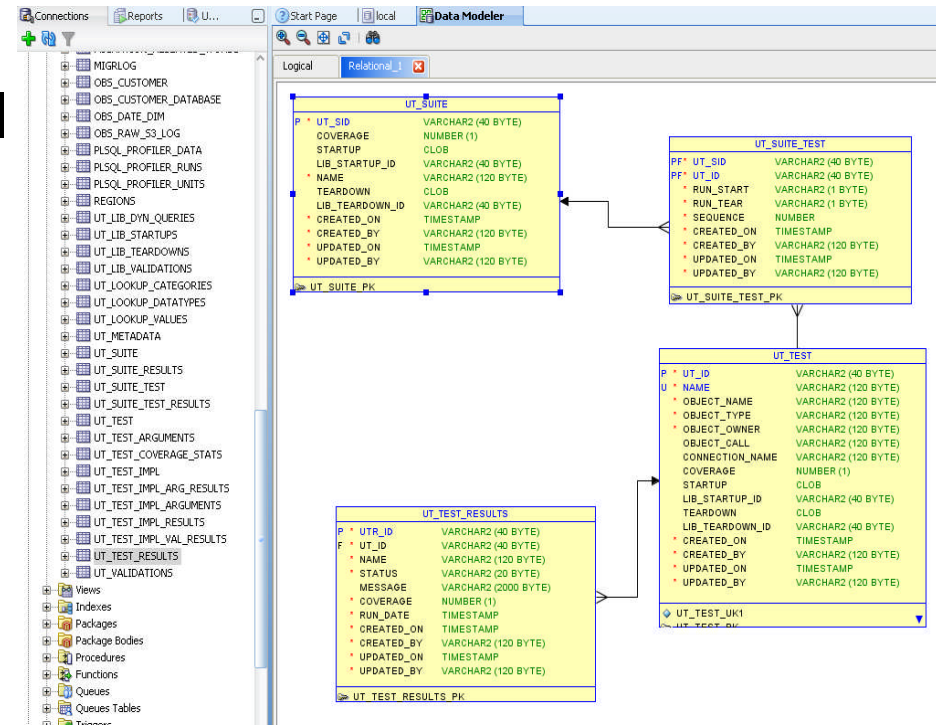 Connections Reports U...
Start Page local Data Modeler
Logical Relational_1
MIGRLOG
OBS_CUSTOMER
OBS_CUSTOMER_DATABASE
OBS_DATE_DIM
OBS_RAW_S3_LOG
PLSQL_PROFILER_DATA
PLSQL_PROFILER_RUNS
PLSQL_PROFILER_UNITS
REGIONS
UT_LIB_DYN_QUERIES
UT_LIB_STARTUPS
UT_LIB_TEARDOWNS
UT_LIB_VALIDATIONS
UT_LOOKUP_CATEGORIES
UT_LOOKUP_DATATYPES
UT_LOOKUP_VALUES
UT_METADATA
UT_SUITE
UT_SUITE_RESULTS
UT_SUITE_TEST
UT_SUITE_TEST_RESULTS
UT_TEST
UT_TEST_ARGUMENTS
UT_TEST_COVERAGE_STATS
UT_TEST_IMPL
UT_TEST_IMPL_ARG_RESULTS
UT_TEST_IMPL_ARGUMENTS
UT_TEST_IMPL_RESULTS
UT_TEST_IMPL_VAL_RESULTS
UT_TEST_RESULTS
UT_VALIDATIONS
Views
Indexes
Packages
Package Bodies
Procedures
Functions
Queues
Queues Tables
Triggers
UT_SUITE
P * UT_SID VARCHAR2 (40 BYTE)
COVERAGE NUMBER (1)
STARTUP CLOB
LIB_STARTUP_ID VARCHAR2 (40 BYTE)
* NAME VARCHAR2 (120 BYTE)
TEARDOWN CLOB
LIB_TEARDOWN_ID VARCHAR2 (40 BYTE)
* CREATED_ON TIMESTAMP
* CREATED_BY VARCHAR2 (120 BYTE)
* UPDATED_ON TIMESTAMP
* UPDATED_BY VARCHAR2 (120 BYTE)
UT_SUITE_PK
UT_SUITE_TEST
PF* UT_SID VARCHAR2 (40 BYTE)
PF* UT_ID VARCHAR2 (40 BYTE)
* RUN_START VARCHAR2 (1 BYTE)
* RUN_TEAR VARCHAR2 (1 BYTE)
* SEQUENCE NUMBER
* CREATED_ON TIMESTAMP
* CREATED_BY VARCHAR2 (120 BYTE)
* UPDATED_ON TIMESTAMP
* UPDATED_BY VARCHAR2 (120 BYTE)
UT_SUITE_TEST_PK
UT_TEST
P * UT_ID VARCHAR2 (40 BYTE)
U * NAME VARCHAR2 (120 BYTE)
* OBJECT_NAME VARCHAR2 (120 BYTE)
* OBJECT_TYPE VARCHAR2 (120 BYTE)
* OBJECT_OWNER VARCHAR2 (120 BYTE)
OBJECT_CALL VARCHAR2 (120 BYTE)
CONNECTION_NAME VARCHAR2 (120 BYTE)
COVERAGE NUMBER (1)
STARTUP CLOB
LIB_STARTUP_ID VARCHAR2 (40 BYTE)
TEARDOWN CLOB
LIB_TEARDOWN_ID VARCHAR2 (40 BYTE)
* CREATED_ON TIMESTAMP
* CREATED_BY VARCHAR2 (120 BYTE)
* UPDATED_ON TIMESTAMP
* UPDATED_BY VARCHAR2 (120 BYTE)
UT_TEST_UK1
UT_TEST_PK
UT_TEST_RESULTS
P * UTR_ID VARCHAR2 (40 BYTE)
F * UT_ID VARCHAR2 (40 BYTE)
* NAME VARCHAR2 (120 BYTE)
* STATUS VARCHAR2 (20 BYTE)
MESSAGE VARCHAR2 (2000 BYTE)
* COVERAGE NUMBER (1)
* RUN_DATE TIMESTAMP
* CREATED_ON TIMESTAMP
* CREATED_BY VARCHAR2 (120 BYTE)
* UPDATED_ON TIMESTAMP
* UPDATED_BY VARCHAR2 (120 BYTE)
UT_TEST_RESULTS_PK